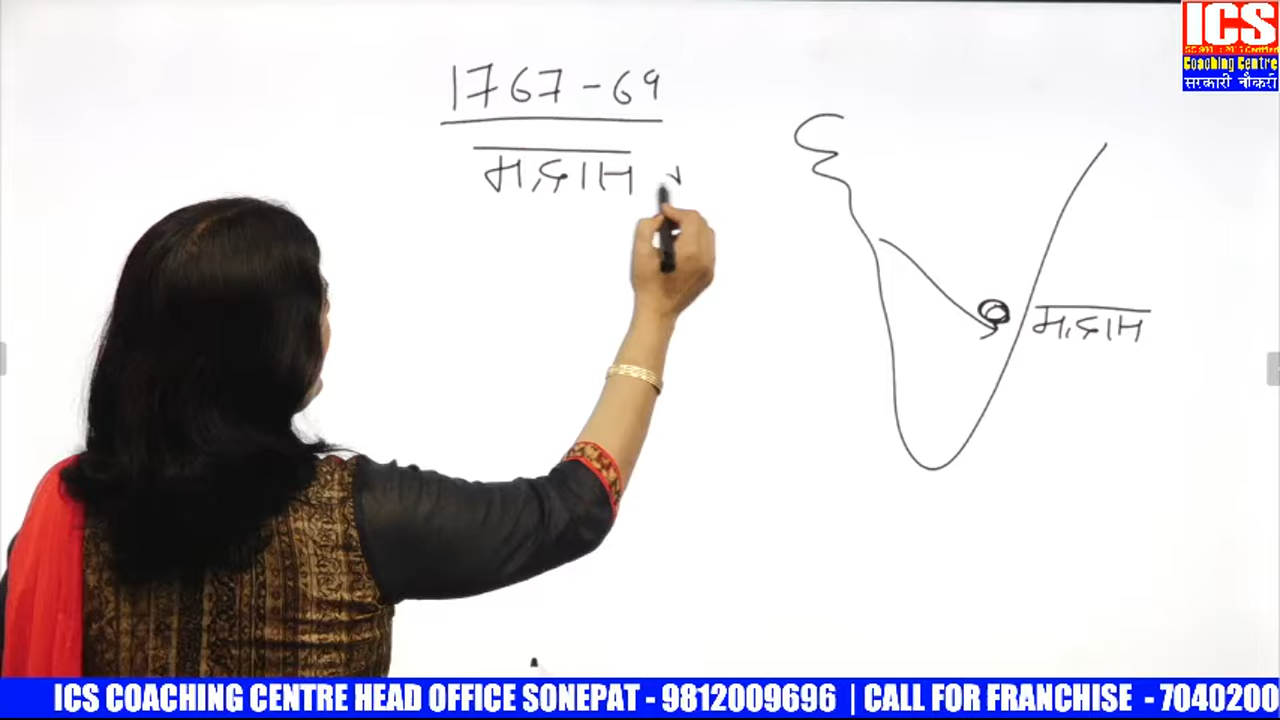 ICS
Coaching Centre
सरकारी नौकरी
1767-69
मद्रास
मद्रास
ICS COACHING CENTRE HEAD OFFICE SONEPAT - 9812009696 | CALL FOR FRANCHISE - 7040200